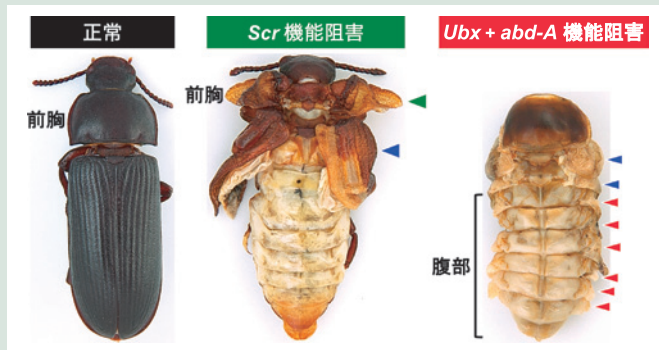 正常
Scr 機能阻害
Ubx + abd-A 機能阻害
前胸
前胸
腹部